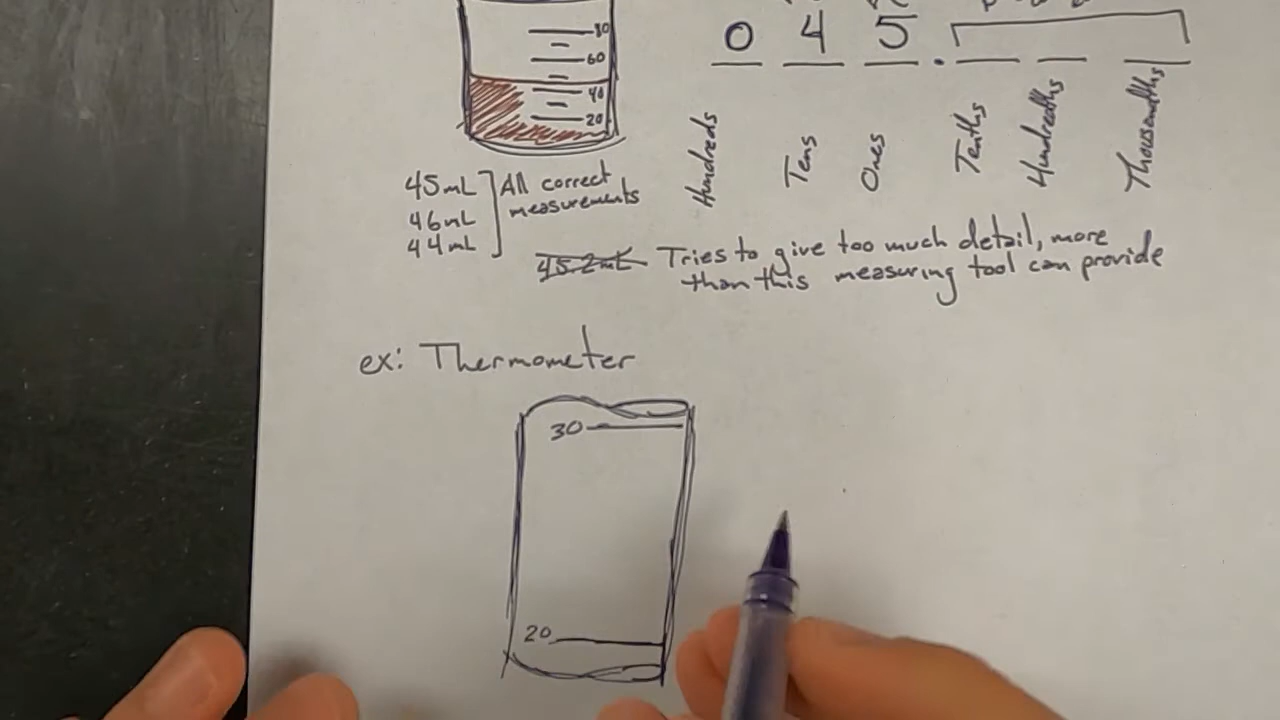 80
60
40
20
0 4 5 .
Hundreds
Tens
Ones
Tenths
Hundredths
Thousandths
45mL
46mL
44mL
All correct
measurements
45.2mL
Tries to give too much detail, more
than this measuring tool can provide
ex: Thermometer
30
20